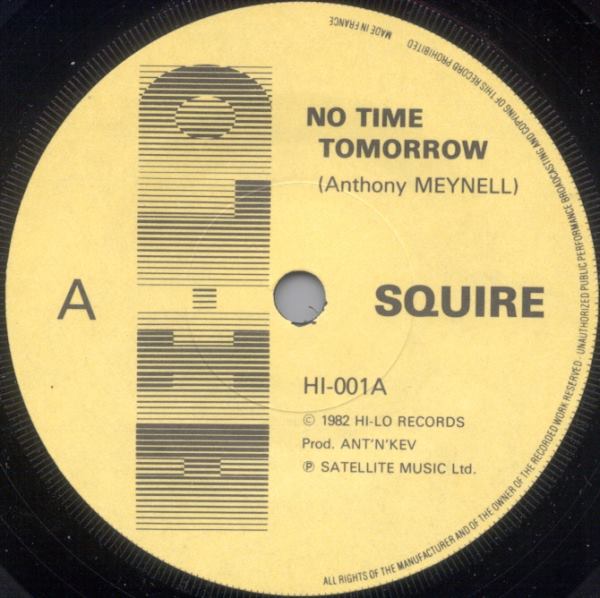 NO TIME
TOMORROW
(Anthony MEYNELL)
A
HI-LO
SQUIRE
HI-001A
© 1982 HI-LO RECORDS
Prod. ANT'N'KEV
℗ SATELLITE MUSIC Ltd.
ALL RIGHTS OF THE MANUFACTURER AND OF THE OWNER OF THE RECORDED WORK RESERVED · UNAUTHORIZED PUBLIC PERFORMANCE BROADCASTING AND COPYING OF THIS RECORD PROHIBITED
MADE IN FRANCE